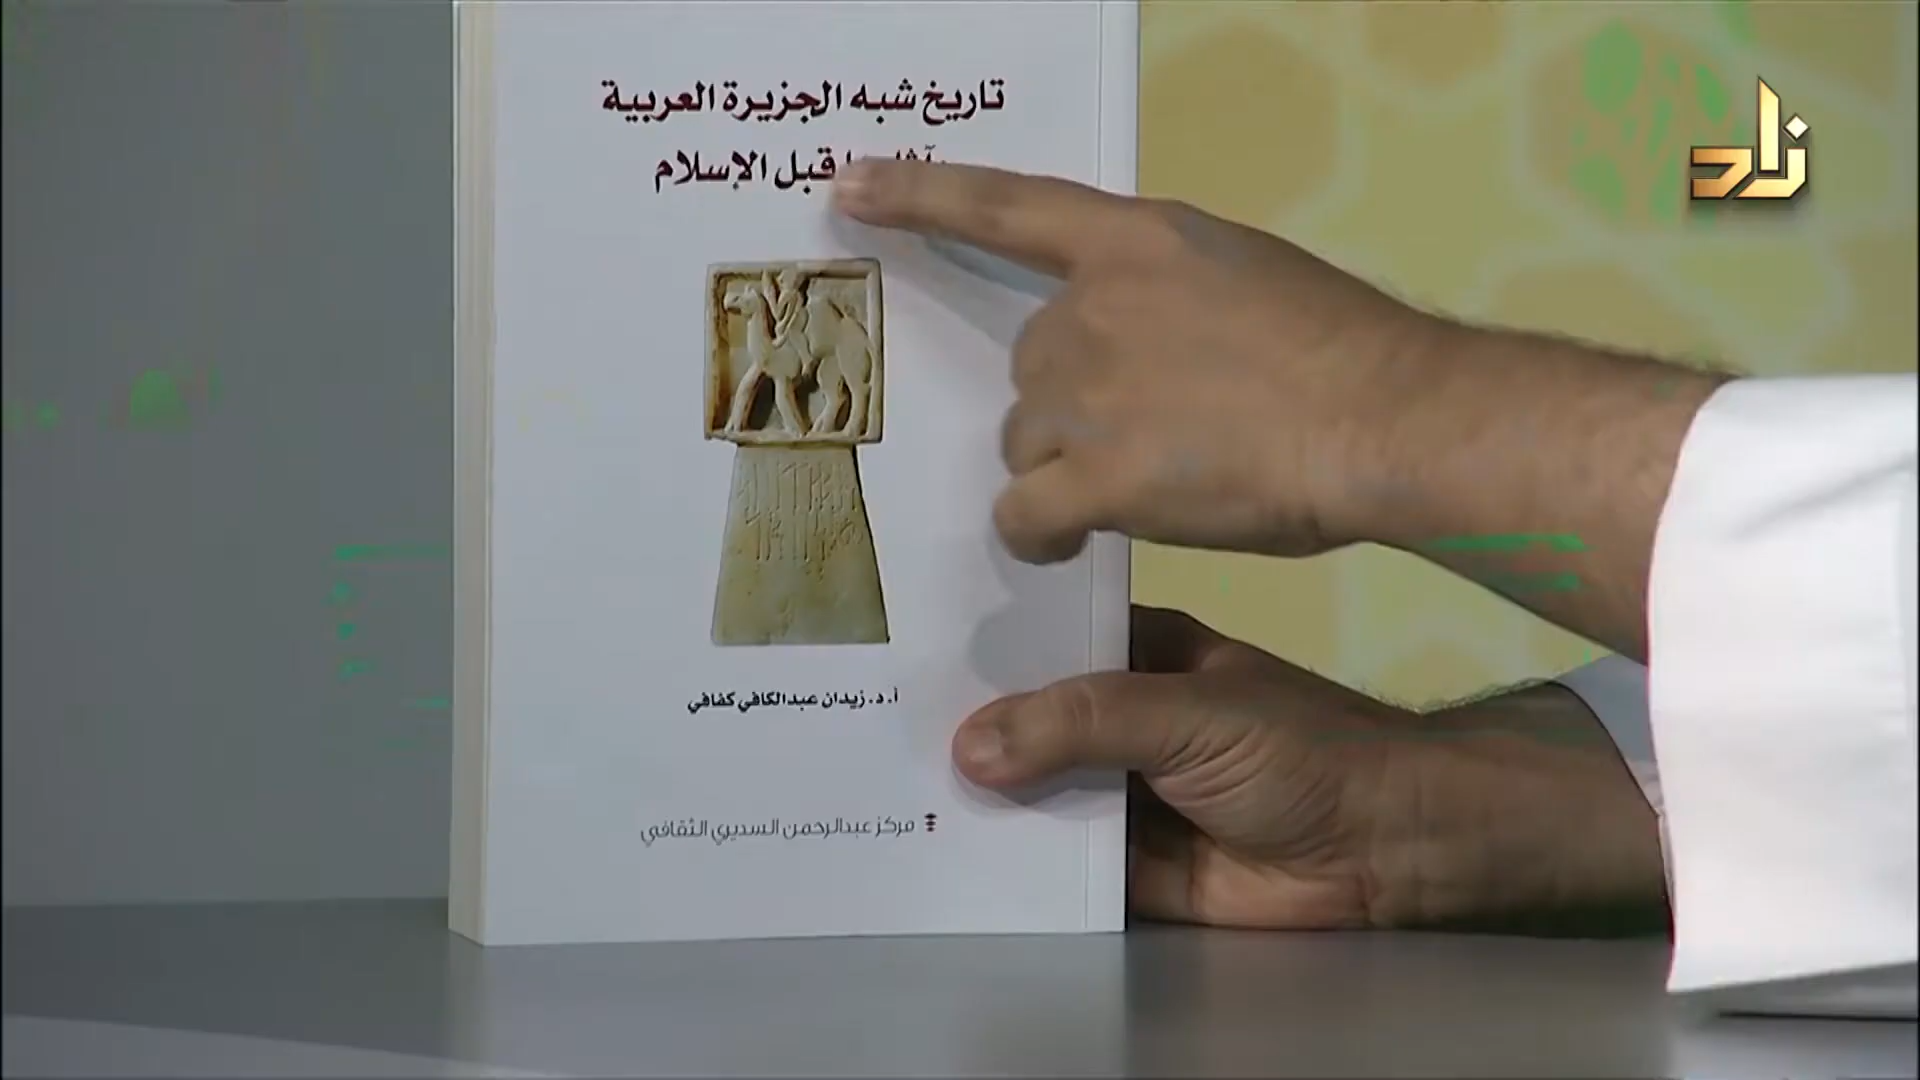 تاريخ شبه الجزيرة العربية
قبل الإسلام
أ. د. زيدان عبدالكافي كفافي
مركز عبدالرحمن السديري الثقافي
زاد